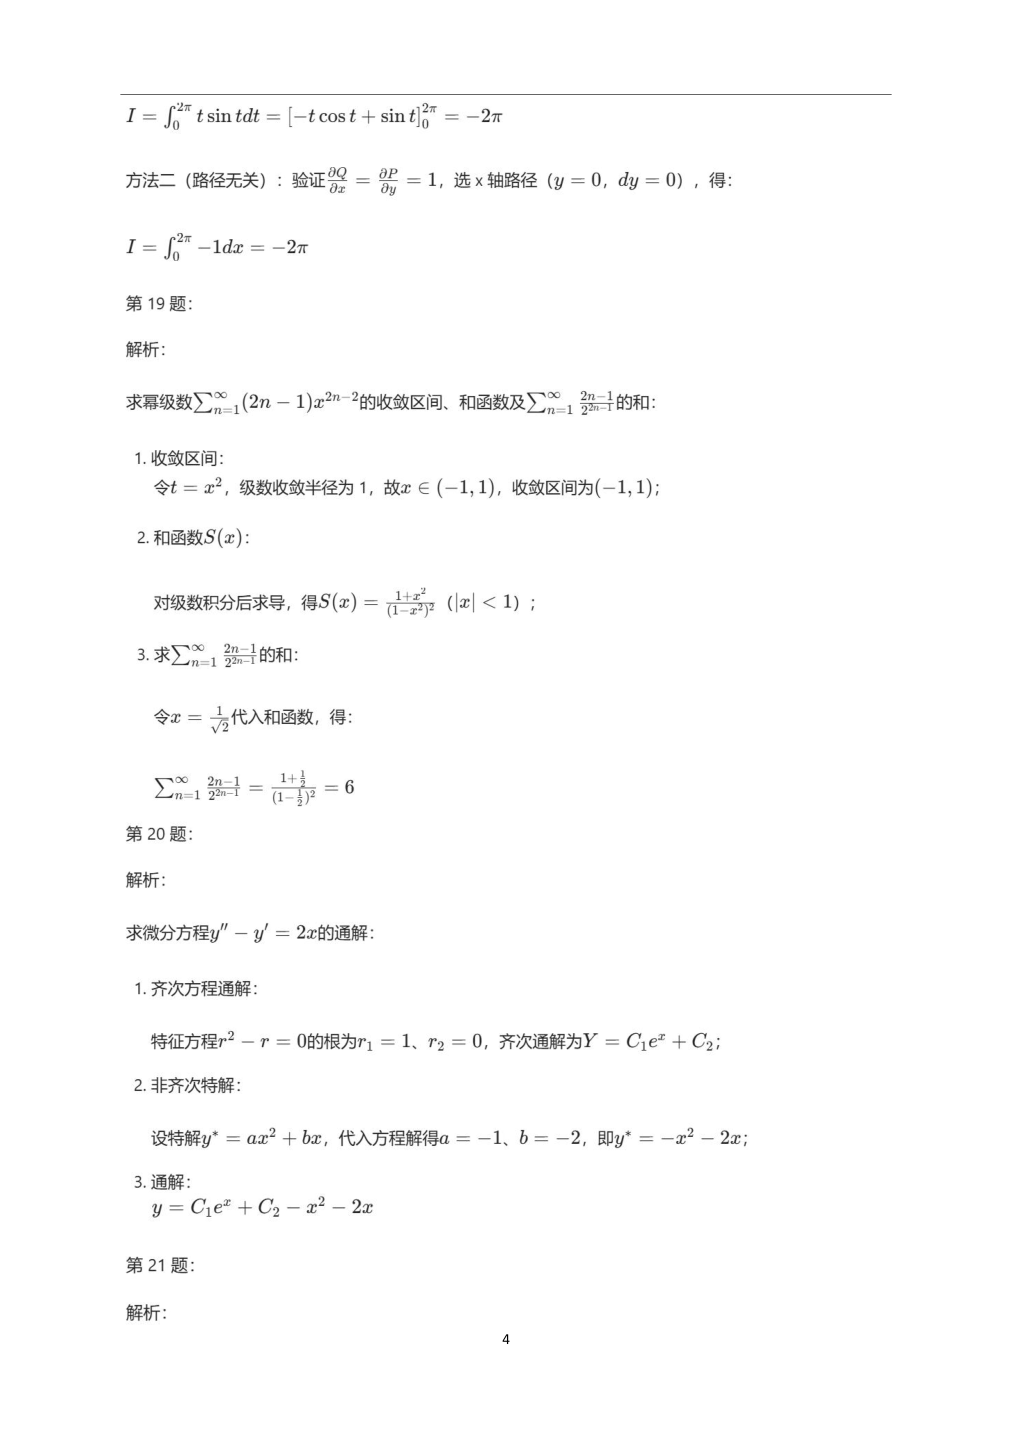 I = ∫₀^{2π} t sin tdt = [−t cos t + sin t]₀^{2π} = −2π
方法二（路径无关）：验证∂Q/∂x = ∂P/∂y = 1，选 x 轴路径（y = 0，dy = 0），得：
I = ∫₀^{2π} −1dx = −2π
第 19 题：
解析：
求幂级数∑_{n=1}^{∞}(2n − 1)x^{2n−2}的收敛区间、和函数及∑_{n=1}^{∞} (2n−1)/(2^{2n−1})的和：
1. 收敛区间：
令t = x²，级数收敛半径为 1，故x ∈ (−1, 1)，收敛区间为(−1, 1)；
2. 和函数S(x)：
对级数积分后求导，得S(x) = (1+x²)/((1−x²)²)（|x| < 1）；
3. 求∑_{n=1}^{∞} (2n−1)/(2^{2n−1})的和：
令x = 1/√2代入和函数，得：
∑_{n=1}^{∞} (2n−1)/(2^{2n−1}) = (1+1/2)/((1−1/2)²) = 6
第 20 题：
解析：
求微分方程y″ − y′ = 2x的通解：
1. 齐次方程通解：
特征方程r² − r = 0的根为r₁ = 1、r₂ = 0，齐次通解为Y = C₁eˣ + C₂；
2. 非齐次特解：
设特解y* = ax² + bx，代入方程解得a = −1、b = −2，即y* = −x² − 2x；
3. 通解：
y = C₁eˣ + C₂ − x² − 2x
第 21 题：
解析：
4